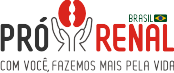 BRASIL
PRÓ RENAL
COM VOCÊ, FAZEMOS MAIS PELA VIDA